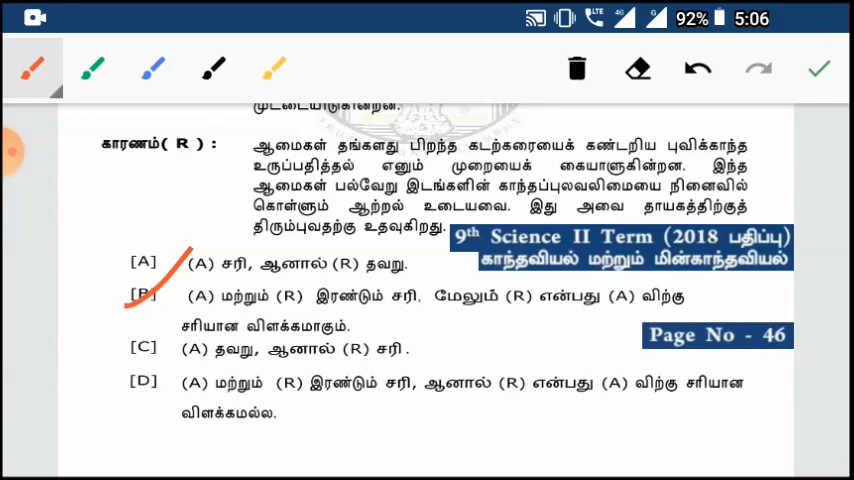 LTE 4G G 92% 5:06
முட்டையிடுகின்றன.
காரணம்( R ) : ஆமைகள் தங்களது பிறந்த கடற்கரையைக் கண்டறிய புவிக்காந்த
உருப்பதித்தல் எனும் முறையைக் கையாளுகின்றன. இந்த
ஆமைகள் பல்வேறு இடங்களின் காந்தப்புலவலிமையை நினைவில்
கொள்ளும் ஆற்றல் உடையவை. இது அவை தாயகத்திற்குத்
திரும்புவதற்கு உதவுகிறது.
9th Science II Term (2018 பதிப்பு)
காந்தவியல் மற்றும் மின்காந்தவியல்
[A] (A) சரி, ஆனால் (R) தவறு.
[B] (A) மற்றும் (R) இரண்டும் சரி, மேலும் (R) என்பது (A) விற்கு
சரியான விளக்கமாகும்.
Page No - 46
[C] (A) தவறு, ஆனால் (R) சரி.
[D] (A) மற்றும் (R) இரண்டும் சரி, ஆனால் (R) என்பது (A) விற்கு சரியான
விளக்கமல்ல.